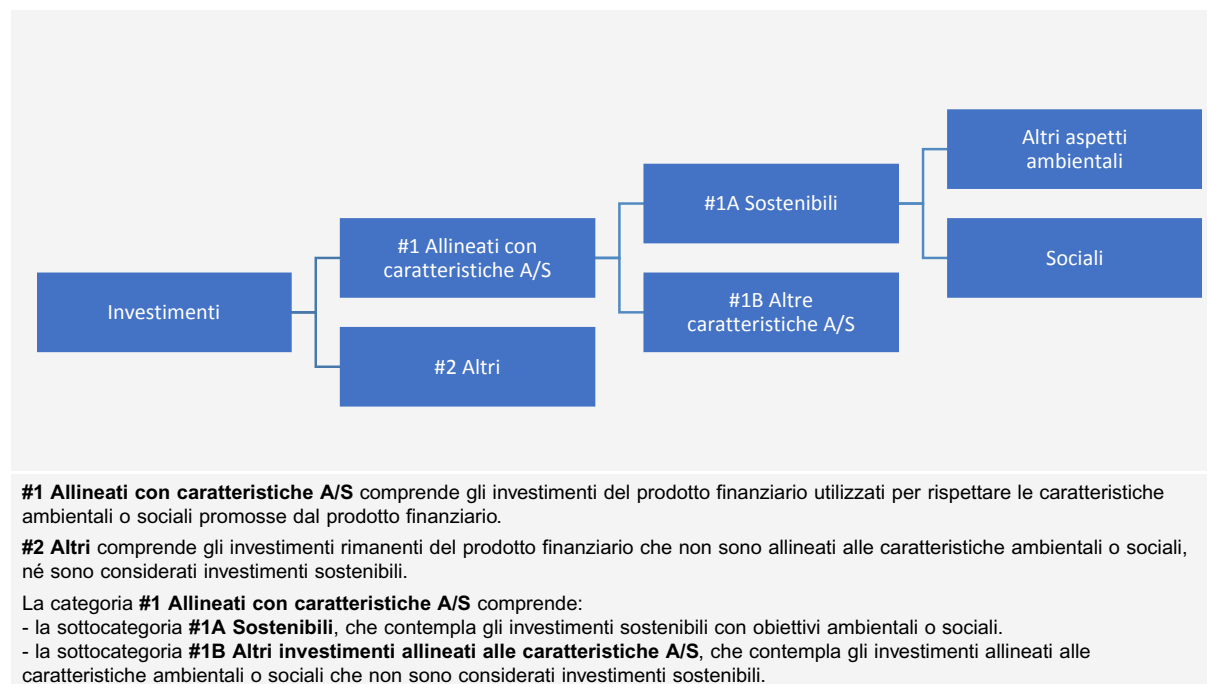 Altri aspetti
ambientali
#1A Sostenibili
#1 Allineati con
caratteristiche A/S
Sociali
Investimenti
#1B Altre
caratteristiche A/S
#2 Altri
#1 Allineati con caratteristiche A/S comprende gli investimenti del prodotto finanziario utilizzati per rispettare le caratteristiche
ambientali o sociali promosse dal prodotto finanziario.
#2 Altri comprende gli investimenti rimanenti del prodotto finanziario che non sono allineati alle caratteristiche ambientali o sociali,
né sono considerati investimenti sostenibili.
La categoria #1 Allineati con caratteristiche A/S comprende:
- la sottocategoria #1A Sostenibili, che contempla gli investimenti sostenibili con obiettivi ambientali o sociali.
- la sottocategoria #1B Altri investimenti allineati alle caratteristiche A/S, che contempla gli investimenti allineati alle
caratteristiche ambientali o sociali che non sono considerati investimenti sostenibili.